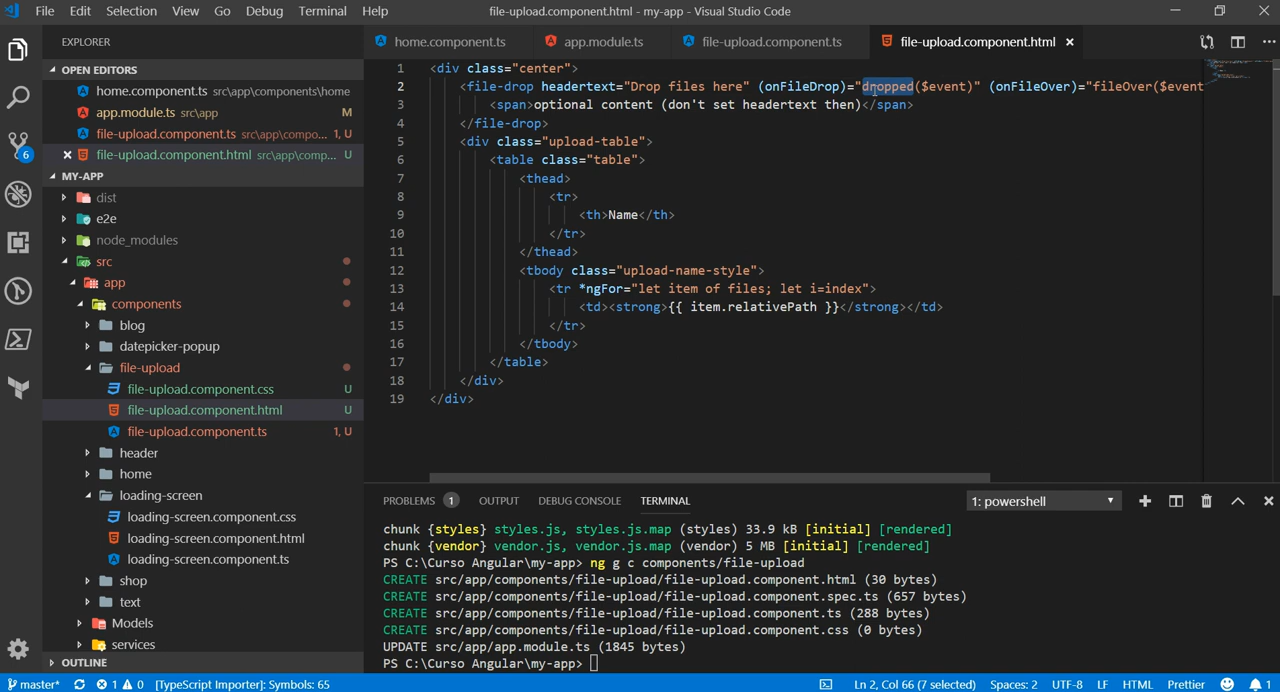 File Edit Selection View Go Debug Terminal Help
file-upload.component.html - my-app - Visual Studio Code
EXPLORER
home.component.ts
app.module.ts
file-upload.component.ts
file-upload.component.html
OPEN EDITORS
home.component.ts src\app\components\home
app.module.ts src\app M
file-upload.component.ts src\app\compo... 1, U
file-upload.component.html src\app\comp... U
MY-APP
dist
e2e
node_modules
src
app
components
blog
datepicker-popup
file-upload
file-upload.component.css U
file-upload.component.html U
file-upload.component.ts 1, U
header
home
loading-screen
loading-screen.component.css
loading-screen.component.html
loading-screen.component.ts
shop
text
Models
services
OUTLINE
6
1 <div class="center">
2 <file-drop headertext="Drop files here" (onFileDrop)="dropped($event)" (onFileOver)="fileOver($event
3 <span>optional content (don't set headertext then)</span>
4 </file-drop>
5 <div class="upload-table">
6 <table class="table">
7 <thead>
8 <tr>
9 <th>Name</th>
10 </tr>
11 </thead>
12 <tbody class="upload-name-style">
13 <tr *ngFor="let item of files; let i=index">
14 <td><strong>{{ item.relativePath }}</strong></td>
15 </tr>
16 </tbody>
17 </table>
18 </div>
19 </div>
PROBLEMS 1 OUTPUT DEBUG CONSOLE TERMINAL 1: powershell
chunk {styles} styles.js, styles.js.map (styles) 33.9 kB [initial] [rendered]
chunk {vendor} vendor.js, vendor.js.map (vendor) 5 MB [initial] [rendered]
PS C:\Curso Angular\my-app> ng g c components/file-upload
CREATE src/app/components/file-upload/file-upload.component.html (30 bytes)
CREATE src/app/components/file-upload/file-upload.component.spec.ts (657 bytes)
CREATE src/app/components/file-upload/file-upload.component.ts (288 bytes)
CREATE src/app/components/file-upload/file-upload.component.css (0 bytes)
UPDATE src/app/app.module.ts (1845 bytes)
PS C:\Curso Angular\my-app>
master* 1 0 [TypeScript Importer]: Symbols: 65 Ln 2, Col 66 (7 selected) Spaces: 2 UTF-8 LF HTML Prettier 1